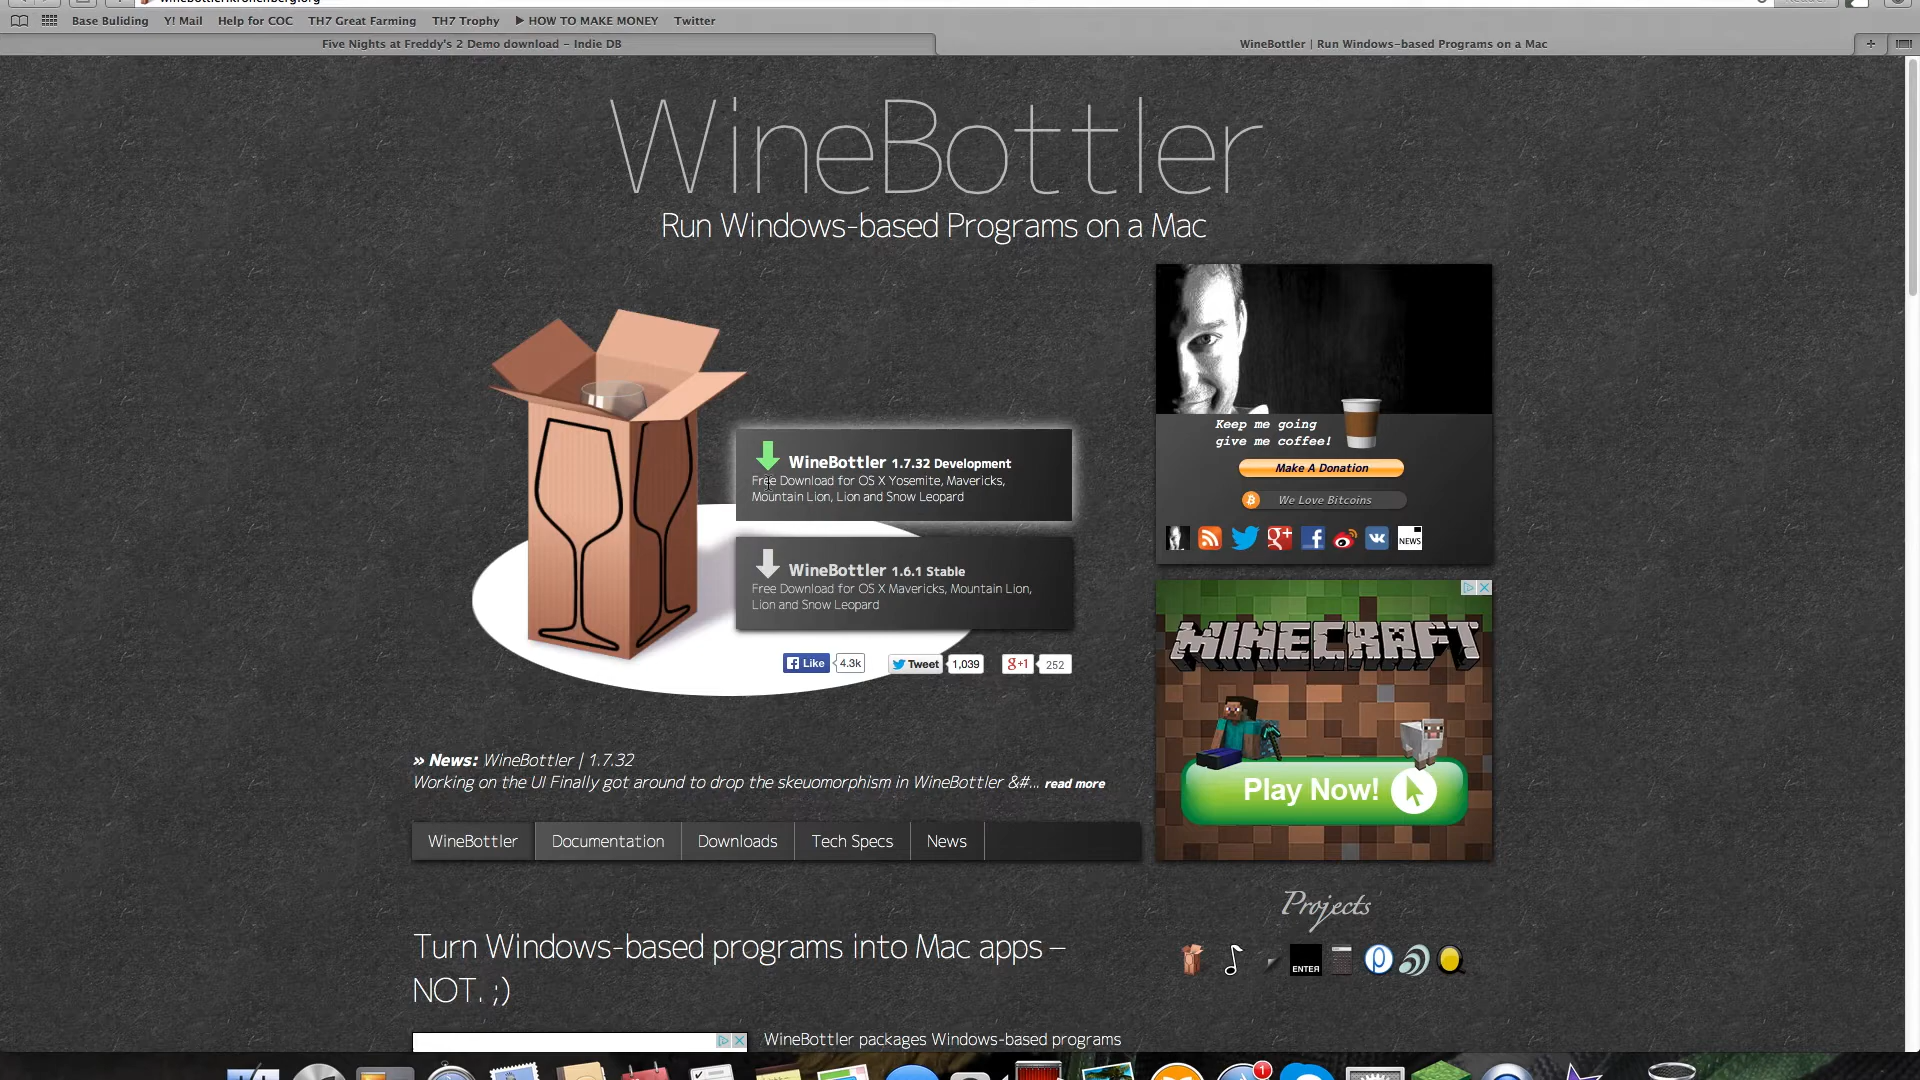 Base Buliding Y! Mail Help for COC TH7 Great Farming TH7 Trophy ▶ HOW TO MAKE MONEY Twitter
Five Nights at Freddy's 2 Demo download – Indie DB
WineBottler | Run Windows-based Programs on a Mac
WineBottler
Run Windows-based Programs on a Mac
WineBottler 1.7.32 Development
Free Download for OS X Yosemite, Mavericks,
Mountain Lion, Lion and Snow Leopard
WineBottler 1.6.1 Stable
Free Download for OS X Mavericks, Mountain Lion,
Lion and Snow Leopard
Like 4.3k Tweet 1,039 g+1 252
Keep me going
give me coffee!
Make A Donation
We Love Bitcoins
NEWS
MINECRAFT
Play Now!
» News: WineBottler | 1.7.32
Working on the UI Finally got around to drop the skeuomorphism in WineBottler &#... read more
WineBottler Documentation Downloads Tech Specs News
Projects
ENTER
Turn Windows-based programs into Mac apps –
NOT. ;)
WineBottler packages Windows-based programs
1